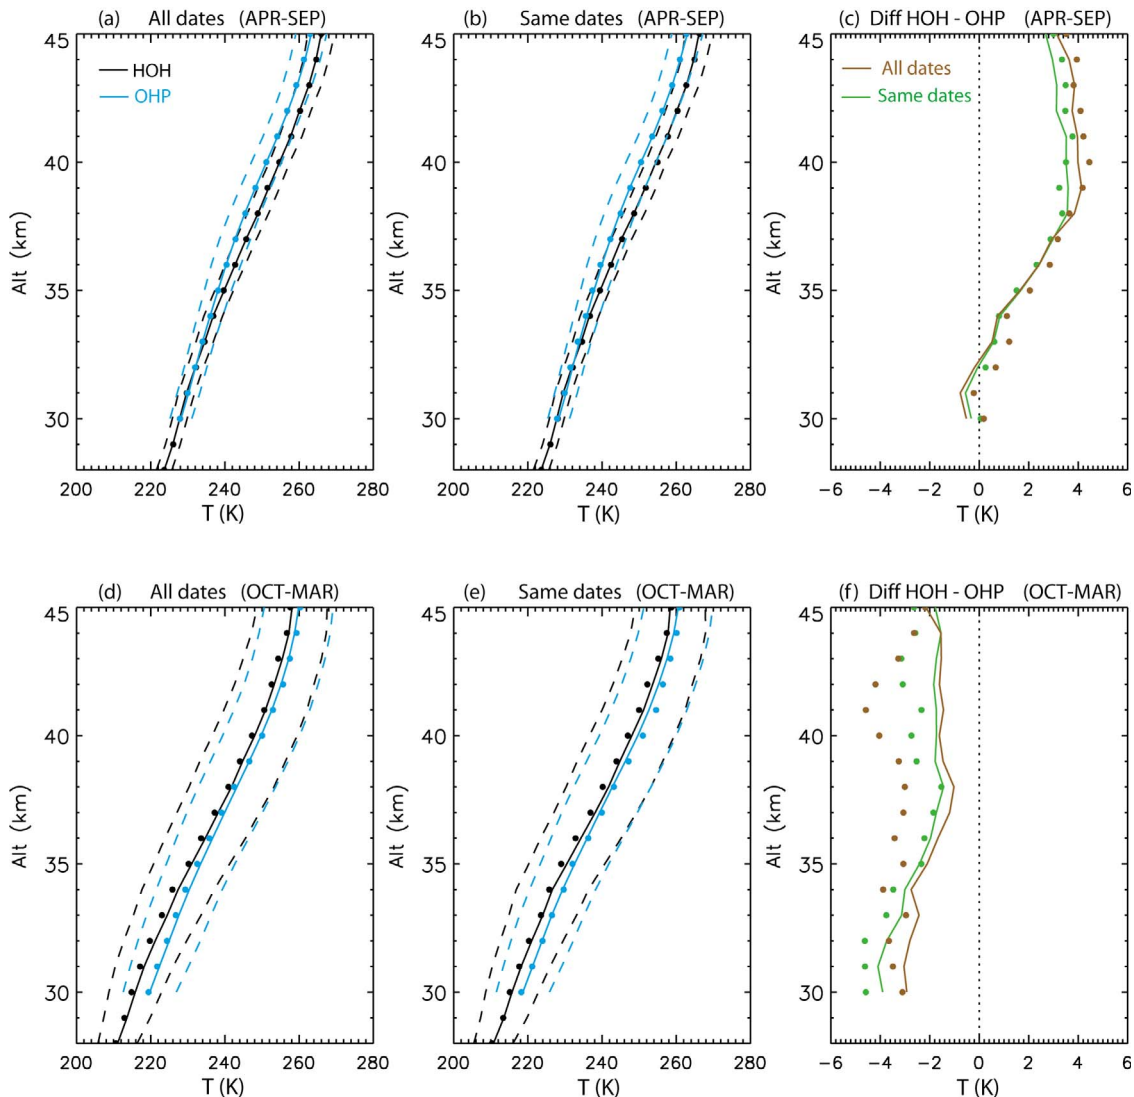 (a) All dates (APR-SEP)
(b) Same dates (APR-SEP)
(c) Diff HOH - OHP (APR-SEP)
45
40
35
30
Alt (km)
HOH
OHP
200 220 240 260 280
T (K)
45
40
35
30
Alt (km)
200 220 240 260 280
T (K)
45
40
35
30
Alt (km)
All dates
Same dates
−6 −4 −2 0 2 4 6
T (K)
(d) All dates (OCT-MAR)
(e) Same dates (OCT-MAR)
(f) Diff HOH - OHP (OCT-MAR)
45
40
35
30
Alt (km)
200 220 240 260 280
T (K)
45
40
35
30
Alt (km)
200 220 240 260 280
T (K)
45
40
35
30
Alt (km)
−6 −4 −2 0 2 4 6
T (K)